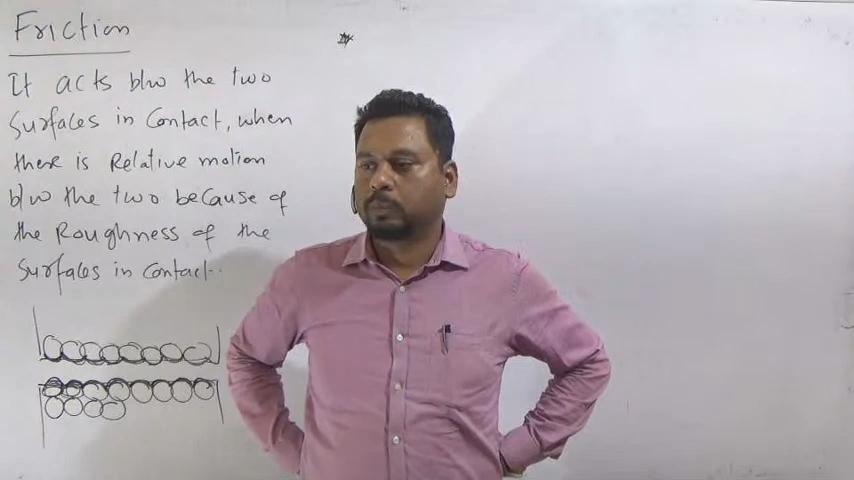 Friction
It acts b/w the two
Surfaces in Contact, when
there is Relative motion
b/w the two because of
the Roughness of the
Surfaces in Contact..